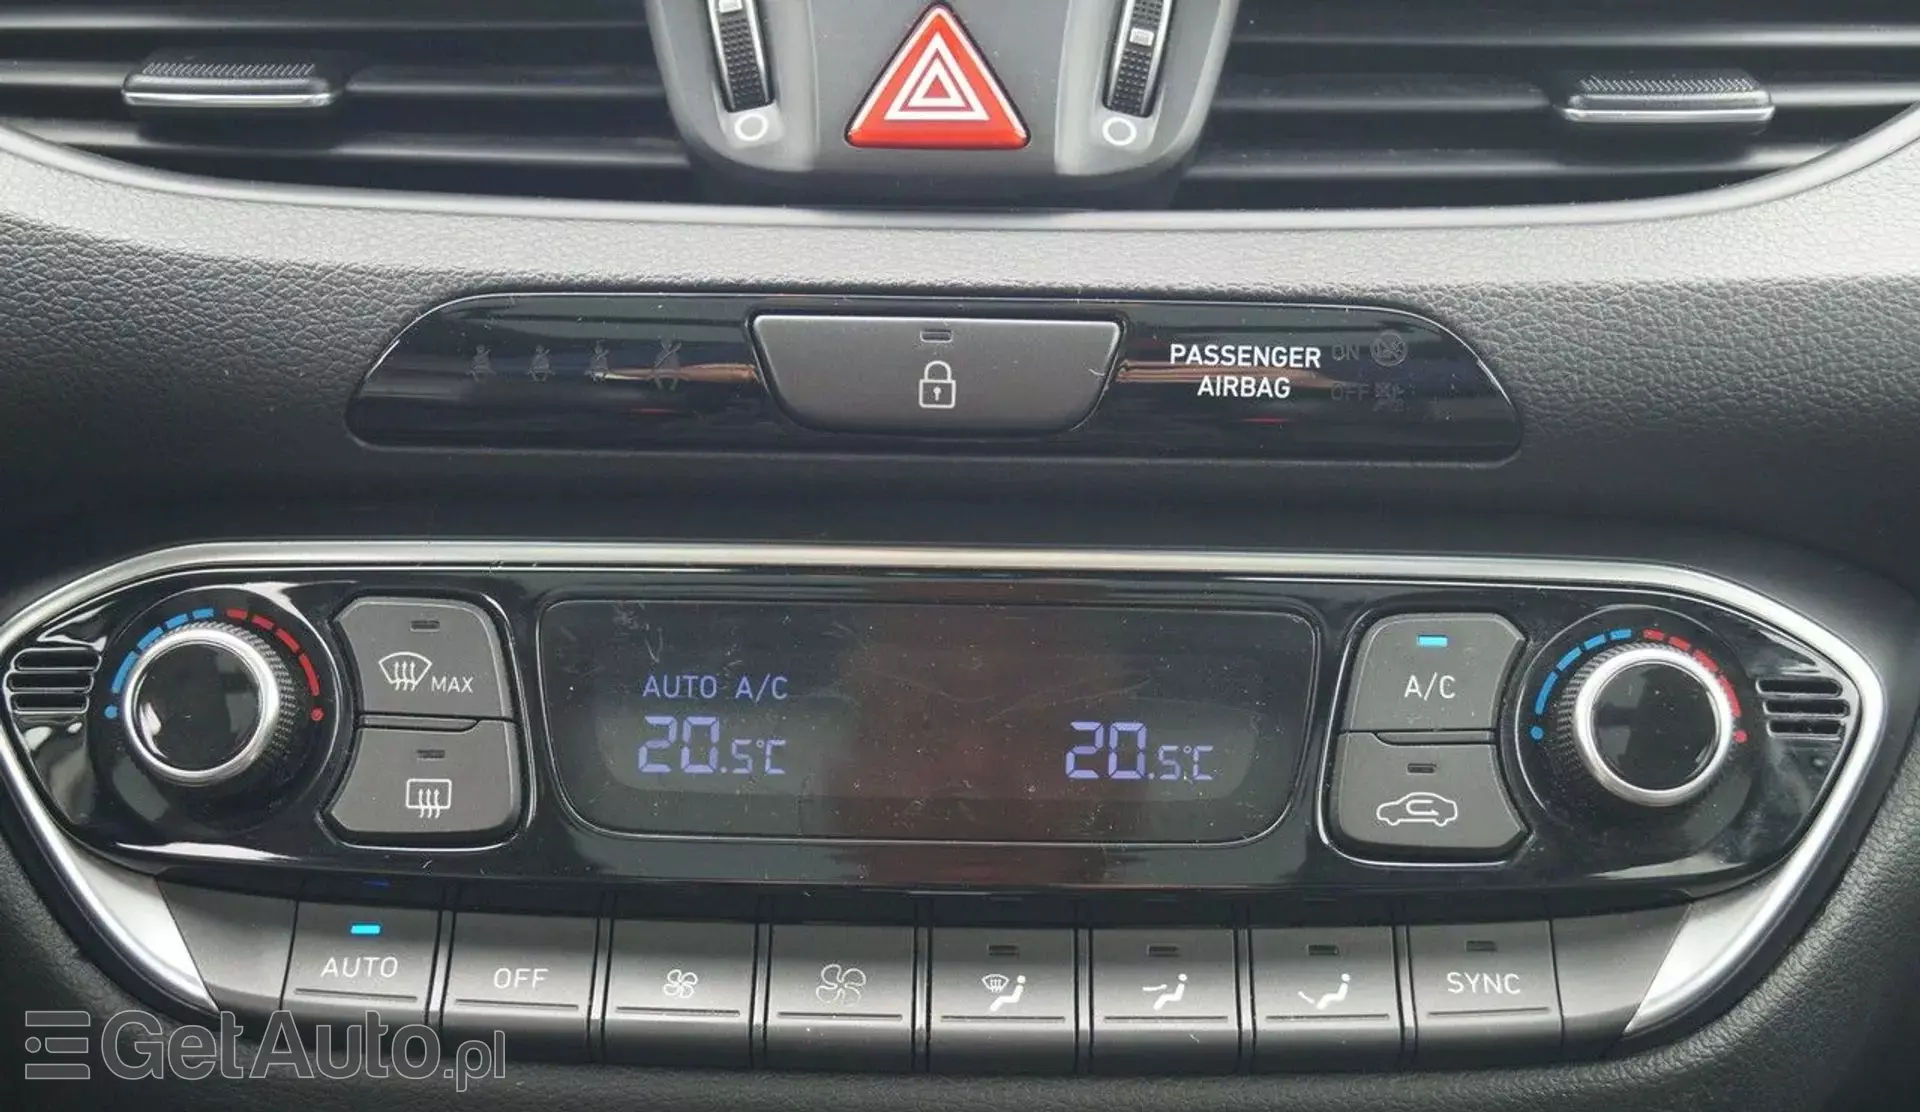 PASSENGER ON
AIRBAG OFF
MAX
AUTO A/C
20.5°C 20.5°C
A/C
AUTO OFF SYNC
GetAuto.pl